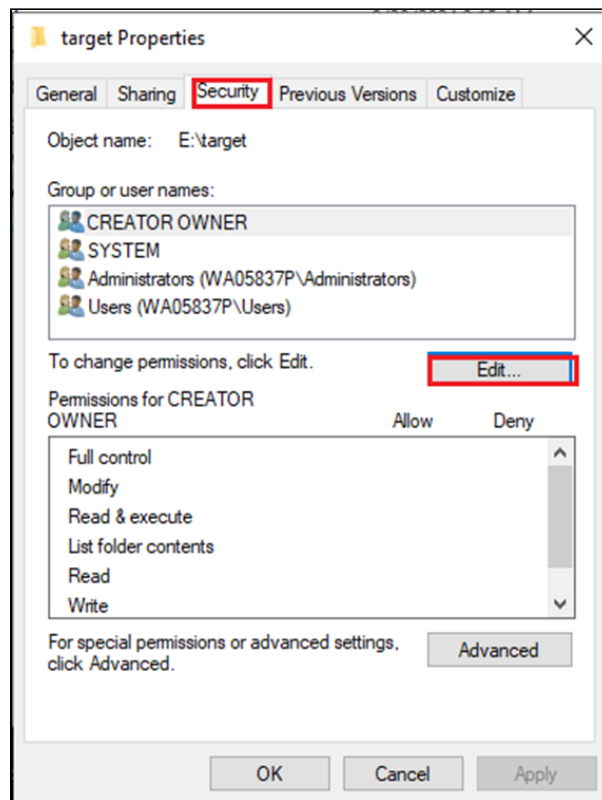 target Properties
General Sharing Security Previous Versions Customize
Object name: E:\target
Group or user names:
CREATOR OWNER
SYSTEM
Administrators (WA05837P\Administrators)
Users (WA05837P\Users)
To change permissions, click Edit.
Edit...
Permissions for CREATOR
OWNER Allow Deny
Full control
Modify
Read & execute
List folder contents
Read
Write
For special permissions or advanced settings,
click Advanced.
Advanced
OK Cancel Apply